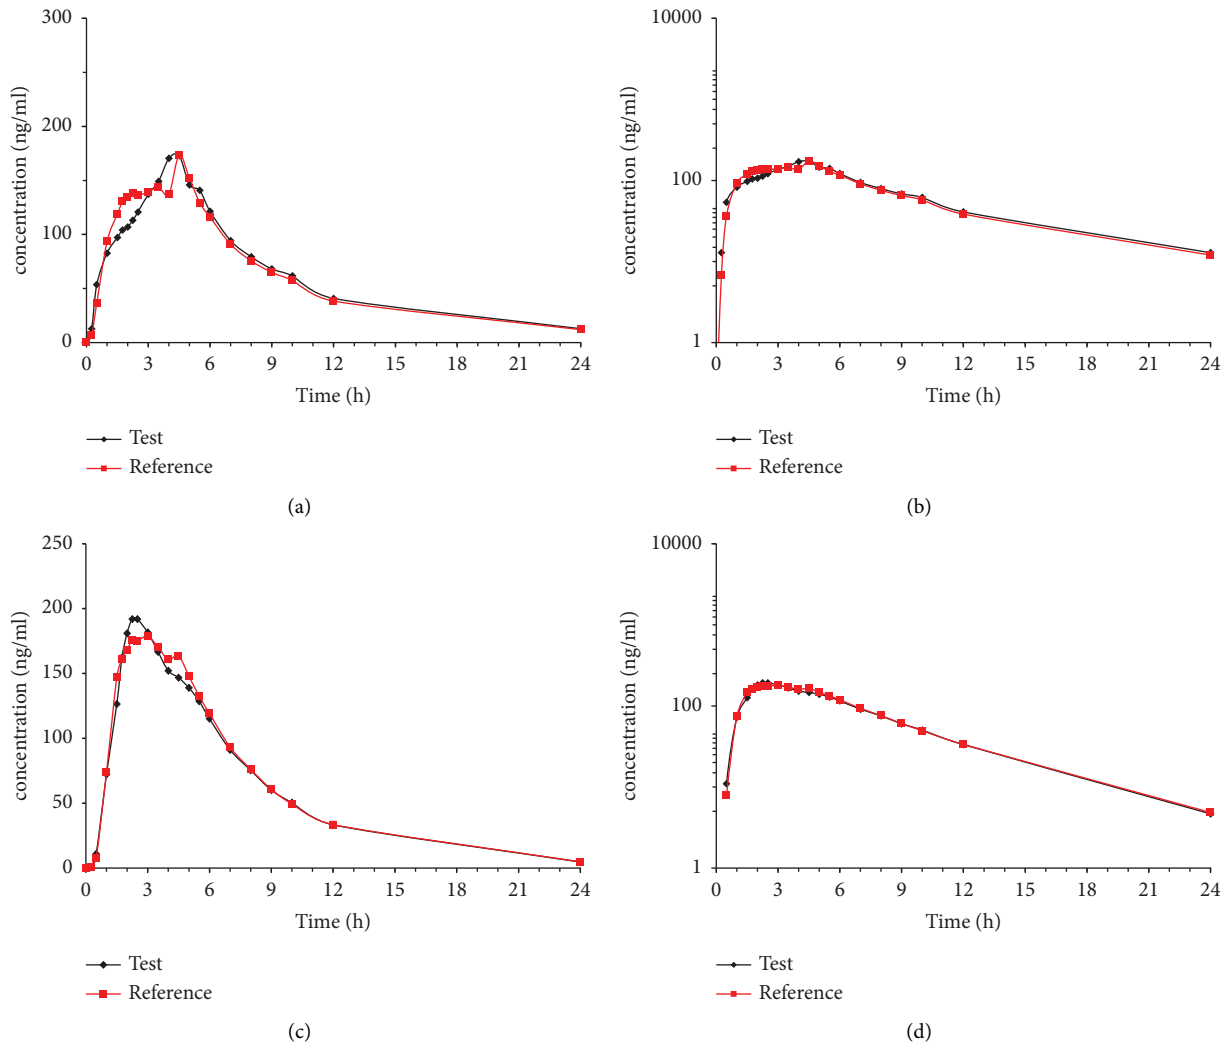 300
200
100
0
concentration (ng/ml)
0 3 6 9 12 15 18 21 24
Time (h)
Test
Reference
(a)
10000
100
1
concentration (ng/ml)
0 3 6 9 12 15 18 21 24
Time (h)
Test
Reference
(b)
250
200
150
100
50
0
concentration (ng/ml)
0 3 6 9 12 15 18 21 24
Time (h)
Test
Reference
(c)
10000
100
1
concentration (ng/ml)
0 3 6 9 12 15 18 21 24
Time (h)
Test
Reference
(d)